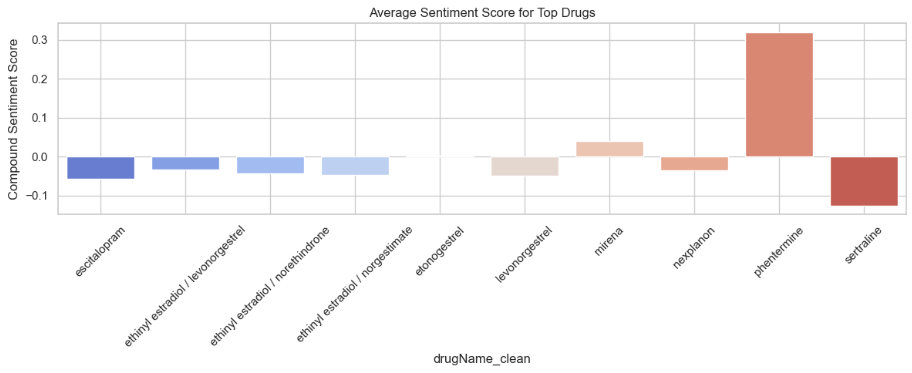 Average Sentiment Score for Top Drugs
Compound Sentiment Score
0.3
0.2
0.1
0.0
−0.1
escitalopram
ethinyl estradiol / levonorgestrel
ethinyl estradiol / norethindrone
ethinyl estradiol / norgestimate
etonogestrel
levonorgestrel
mirena
nexplanon
phentermine
sertraline
drugName_clean